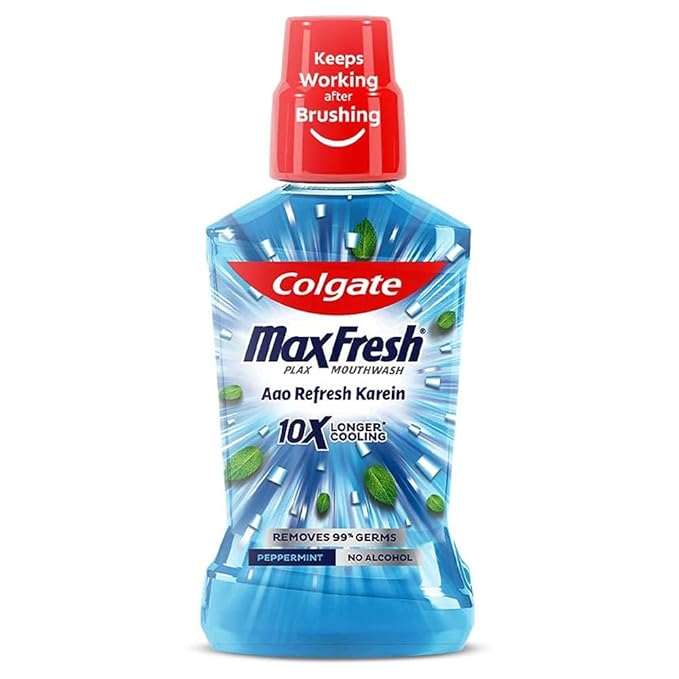 Keeps
Working
after
Brushing
Colgate
MaxFresh®
PLAX MOUTHWASH
Aao Refresh Karein
10X LONGER*
COOLING
REMOVES 99% GERMS
PEPPERMINT NO ALCOHOL